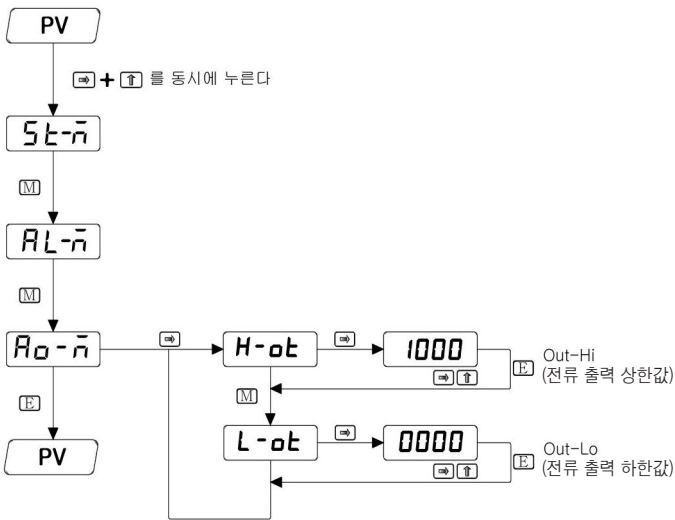 PV
⇒ + ⇑ 를 동시에 누른다
St-m̄
M
AL-m̄
M
Ao-m̄ ⇒ H-ot ⇒ 1000
E Out-Hi
(전류 출력 상한값)
⇒ ⇑
M
E
L-ot ⇒ 0000
E Out-Lo
(전류 출력 하한값)
⇒ ⇑
PV